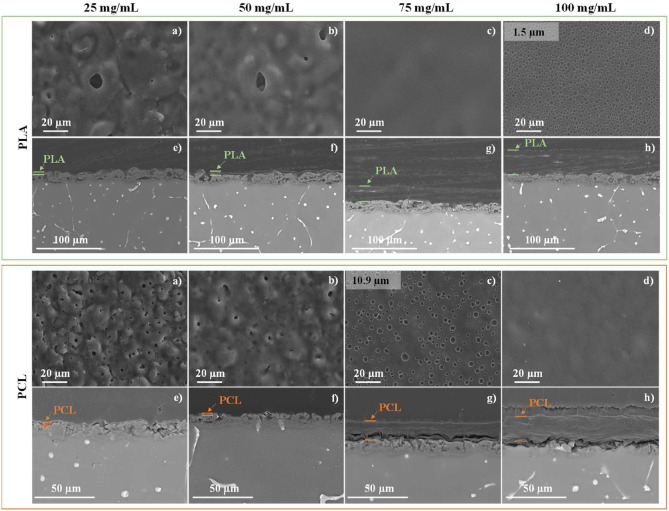 25 mg/mL 50 mg/mL 75 mg/mL 100 mg/mL
PLA
a) b) c) 1.5 µm d)
20 µm 20 µm 20 µm 20 µm
e) f) g) h)
PLA PLA PLA PLA
100 µm 100 µm 100 µm 100 µm
PCL
a) b) 10.9 µm c) d)
20 µm 20 µm 20 µm 20 µm
e) f) g) h)
PCL PCL PCL PCL
50 µm 50 µm 50 µm 50 µm